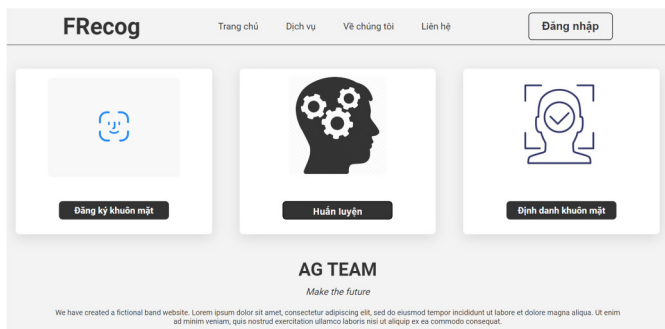 FRecog Trang chủ Dịch vụ Về chúng tôi Liên hệ Đăng nhập
Đăng ký khuôn mặt Huấn luyện Định danh khuôn mặt
AG TEAM
Make the future
We have created a fictional band website. Lorem ipsum dolor sit amet, consectetur adipiscing elit, sed do eiusmod tempor incididunt ut labore et dolore magna aliqua. Ut enim
ad minim veniam, quis nostrud exercitation ullamco laboris nisi ut aliquip ex ea commodo consequat.